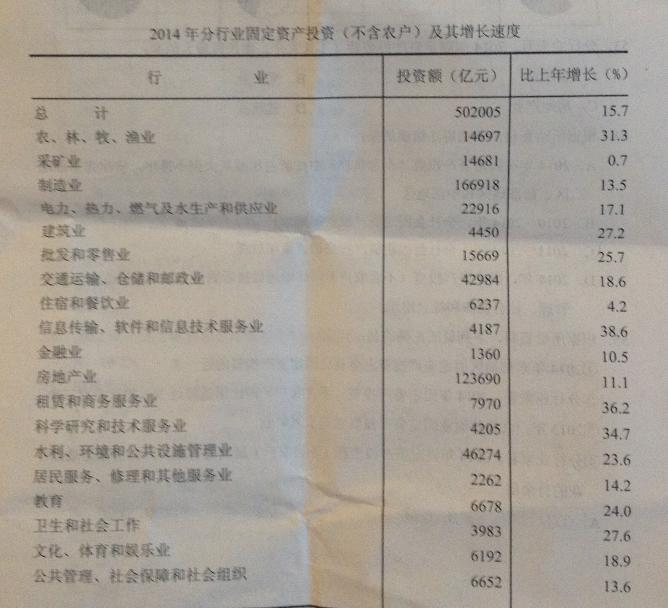 2014年分行业固定资产投资（不含农户）及其增长速度
行 业 投资额（亿元） 比上年增长（%）
总 计 502005 15.7
农、林、牧、渔业 14697 31.3
采矿业 14681 0.7
制造业 166918 13.5
电力、热力、燃气及水生产和供应业 22916 17.1
建筑业 4450 27.2
批发和零售业 15669 25.7
交通运输、仓储和邮政业 42984 18.6
住宿和餐饮业 6237 4.2
信息传输、软件和信息技术服务业 4187 38.6
金融业 1360 10.5
房地产业 123690 11.1
租赁和商务服务业 7970 36.2
科学研究和技术服务业 4205 34.7
水利、环境和公共设施管理业 46274 23.6
居民服务、修理和其他服务业 2262 14.2
教育 6678 24.0
卫生和社会工作 3983 27.6
文化、体育和娱乐业 6192 18.9
公共管理、社会保障和社会组织 6652 13.6